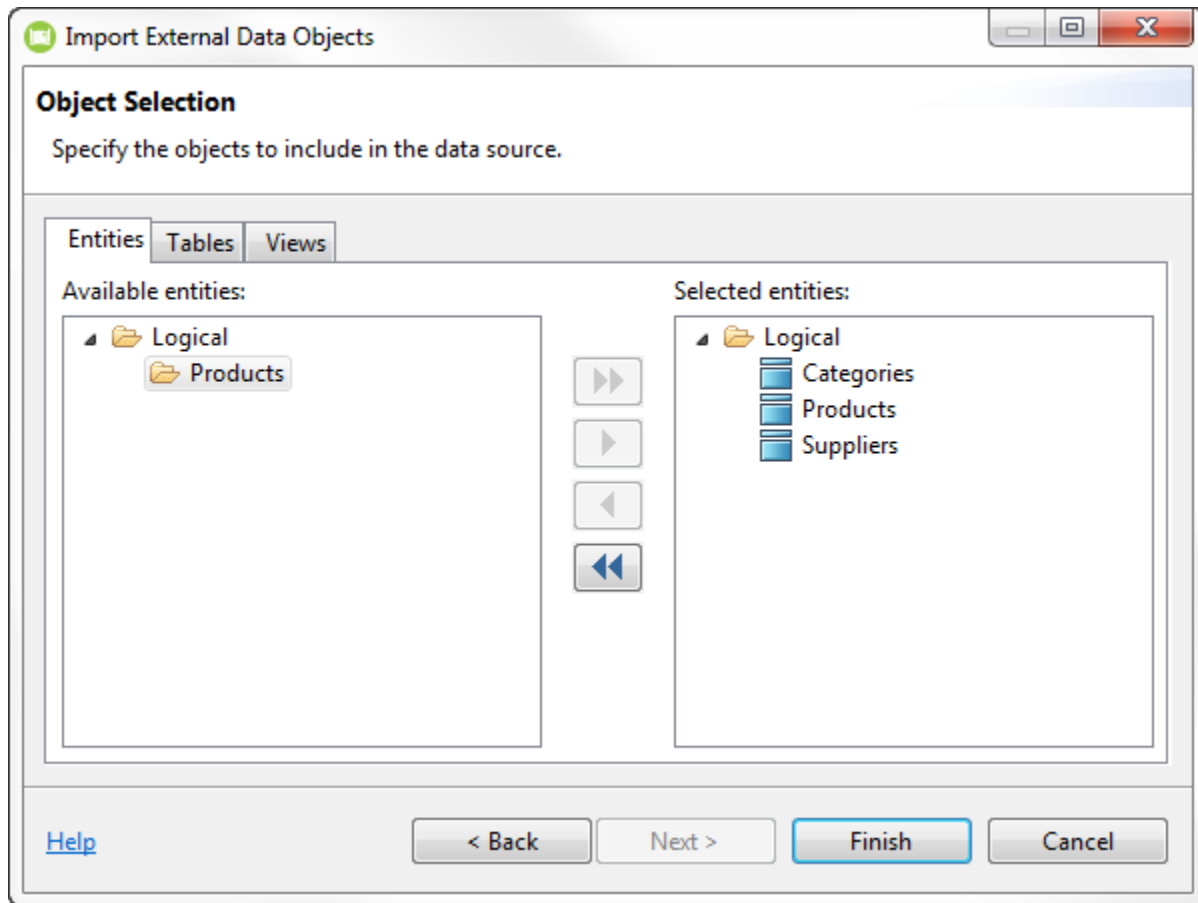 Import External Data Objects
Object Selection
Specify the objects to include in the data source.
Entities Tables Views
Available entities:
Logical
Products
Selected entities:
Logical
Categories
Products
Suppliers
Help < Back Next > Finish Cancel